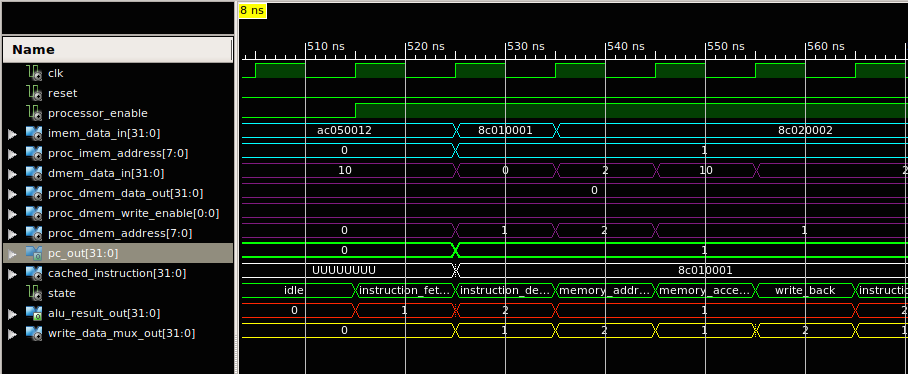 8 ns
510 ns 520 ns 530 ns 540 ns 550 ns 560 ns
Name
clk
reset
processor_enable
imem_data_in[31:0] ac050012 8c010001 8c020002
proc_imem_address[7:0] 0 1
dmem_data_in[31:0] 10 0 2 10 2
proc_dmem_data_out[31:0] 0
proc_dmem_write_enable[0:0]
proc_dmem_address[7:0] 0 1 2 1
pc_out[31:0] 0 1
cached_instruction[31:0] UUUUUUUU 8c010001
state idle instruction_fet... instruction_de... memory_addr... memory_acce... write_back instructio
alu_result_out[31:0] 0 1 2 1 2
write_data_mux_out[31:0] 0 1 2 1 2 1